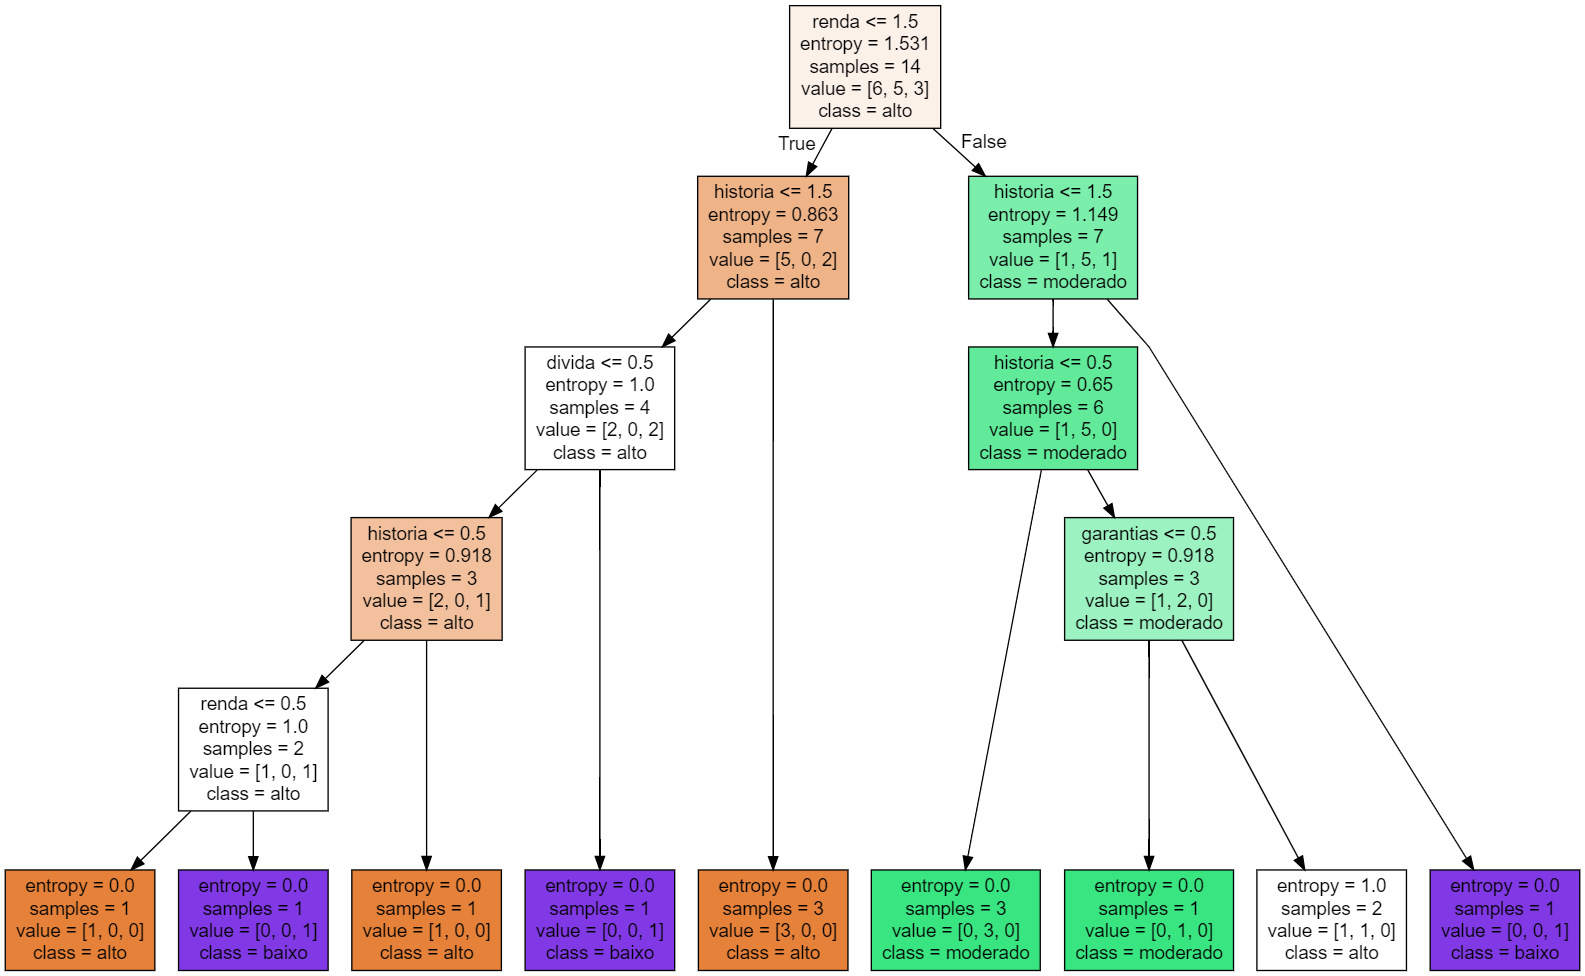 renda <= 1.5
entropy = 1.531
samples = 14
value = [6, 5, 3]
class = alto
True
False
historia <= 1.5
entropy = 0.863
samples = 7
value = [5, 0, 2]
class = alto
historia <= 1.5
entropy = 1.149
samples = 7
value = [1, 5, 1]
class = moderado
divida <= 0.5
entropy = 1.0
samples = 4
value = [2, 0, 2]
class = alto
historia <= 0.5
entropy = 0.65
samples = 6
value = [1, 5, 0]
class = moderado
historia <= 0.5
entropy = 0.918
samples = 3
value = [2, 0, 1]
class = alto
garantias <= 0.5
entropy = 0.918
samples = 3
value = [1, 2, 0]
class = moderado
renda <= 0.5
entropy = 1.0
samples = 2
value = [1, 0, 1]
class = alto
entropy = 0.0
samples = 1
value = [1, 0, 0]
class = alto
entropy = 0.0
samples = 1
value = [0, 0, 1]
class = baixo
entropy = 0.0
samples = 1
value = [1, 0, 0]
class = alto
entropy = 0.0
samples = 1
value = [0, 0, 1]
class = baixo
entropy = 0.0
samples = 3
value = [3, 0, 0]
class = alto
entropy = 0.0
samples = 3
value = [0, 3, 0]
class = moderado
entropy = 0.0
samples = 1
value = [0, 1, 0]
class = moderado
entropy = 1.0
samples = 2
value = [1, 1, 0]
class = alto
entropy = 0.0
samples = 1
value = [0, 0, 1]
class = baixo